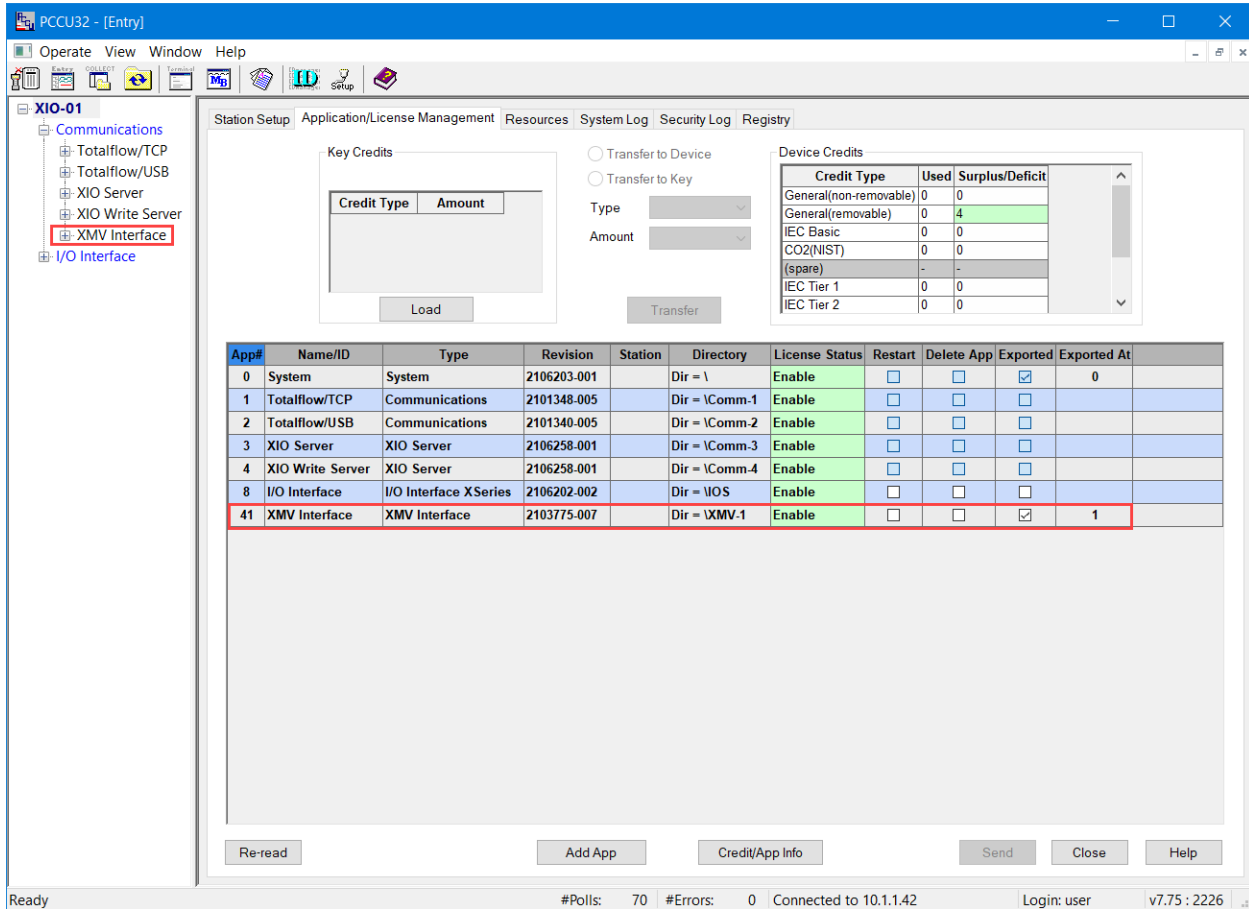 PCCU32 - [Entry]
Operate View Window Help
Entry COLLECT Terminal MB ID Setup
XIO-01
Communications
Totalflow/TCP
Totalflow/USB
XIO Server
XIO Write Server
XMV Interface
I/O Interface
Station Setup Application/License Management Resources System Log Security Log Registry
Key Credits
Credit Type Amount
Load
Transfer to Device
Transfer to Key
Type
Amount
Transfer
Device Credits
Credit Type Used Surplus/Deficit
General(non-removable) 0 0
General(removable) 0 4
IEC Basic 0 0
CO2(NIST) 0 0
(spare) - -
IEC Tier 1 0 0
IEC Tier 2 0 0
App# Name/ID Type Revision Station Directory License Status Restart Delete App Exported Exported At
0 System System 2106203-001 Dir = \ Enable 0
1 Totalflow/TCP Communications 2101348-005 Dir = \Comm-1 Enable
2 Totalflow/USB Communications 2101340-005 Dir = \Comm-2 Enable
3 XIO Server XIO Server 2106258-001 Dir = \Comm-3 Enable
4 XIO Write Server XIO Server 2106258-001 Dir = \Comm-4 Enable
8 I/O Interface I/O Interface XSeries 2106202-002 Dir = \IOS Enable
41 XMV Interface XMV Interface 2103775-007 Dir = \XMV-1 Enable 1
Re-read Add App Credit/App Info Send Close Help
Ready #Polls: 70 #Errors: 0 Connected to 10.1.1.42 Login: user v7.75 : 2226